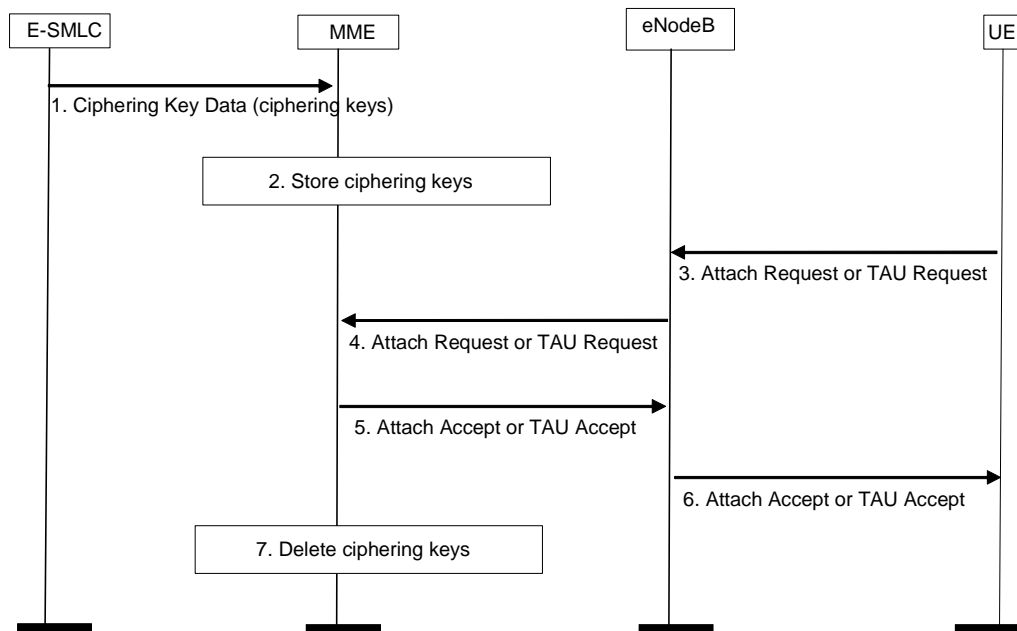 E-SMLC
MME
eNodeB
UE
1. Ciphering Key Data (ciphering keys)
2. Store ciphering keys
3. Attach Request or TAU Request
4. Attach Request or TAU Request
5. Attach Accept or TAU Accept
6. Attach Accept or TAU Accept
7. Delete ciphering keys